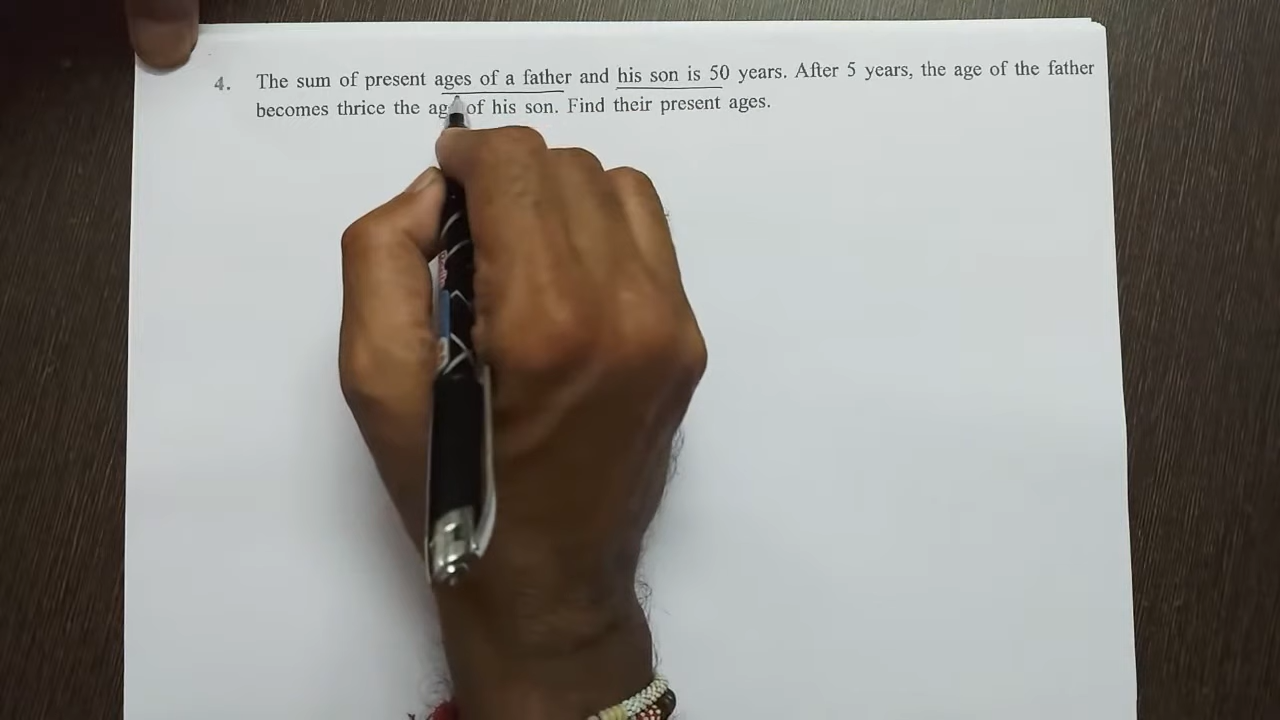 4. The sum of present ages of a father and his son is 50 years. After 5 years, the age of the father
becomes thrice the age of his son. Find their present ages.